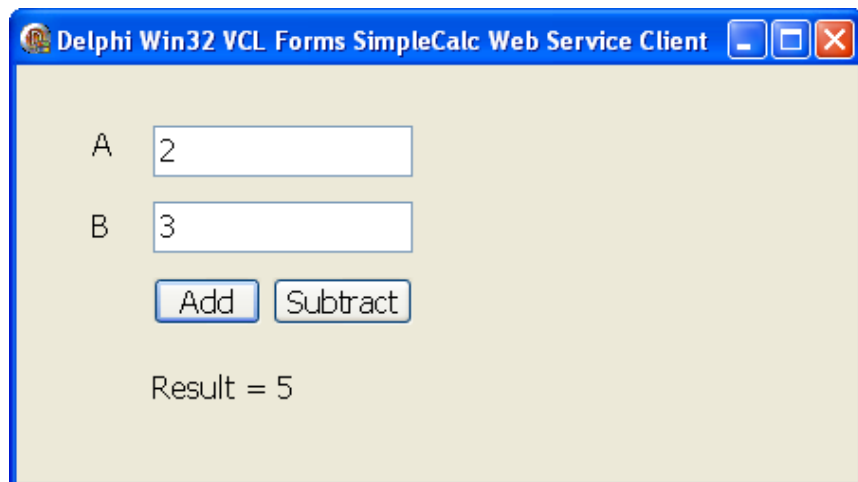 Delphi Win32 VCL Forms SimpleCalc Web Service Client
A 2
B 3
Add Subtract
Result = 5